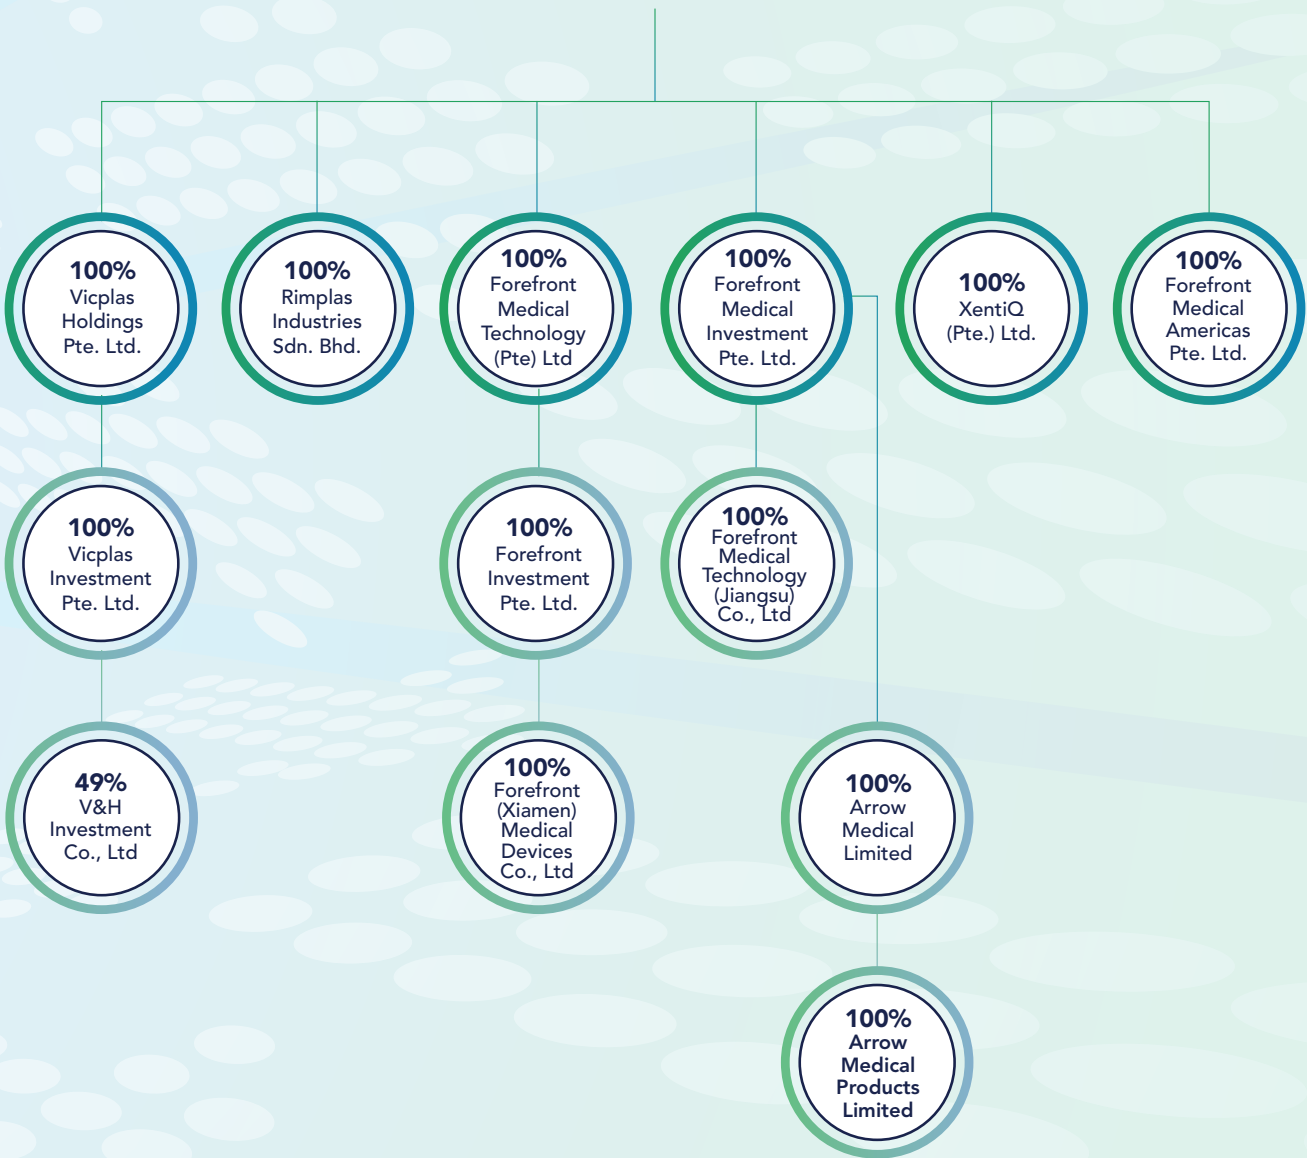 100%
Vicplas
Holdings
Pte. Ltd.
100%
Rimplas
Industries
Sdn. Bhd.
100%
Forefront
Medical
Technology
(Pte) Ltd
100%
Forefront
Medical
Investment
Pte. Ltd.
100%
XentiQ
(Pte.) Ltd.
100%
Forefront
Medical
Americas
Pte. Ltd.
100%
Vicplas
Investment
Pte. Ltd.
100%
Forefront
Investment
Pte. Ltd.
100%
Forefront
Medical
Technology
(Jiangsu)
Co., Ltd
49%
V&H
Investment
Co., Ltd
100%
Forefront
(Xiamen)
Medical
Devices
Co., Ltd
100%
Arrow
Medical
Limited
100%
Arrow
Medical
Products
Limited